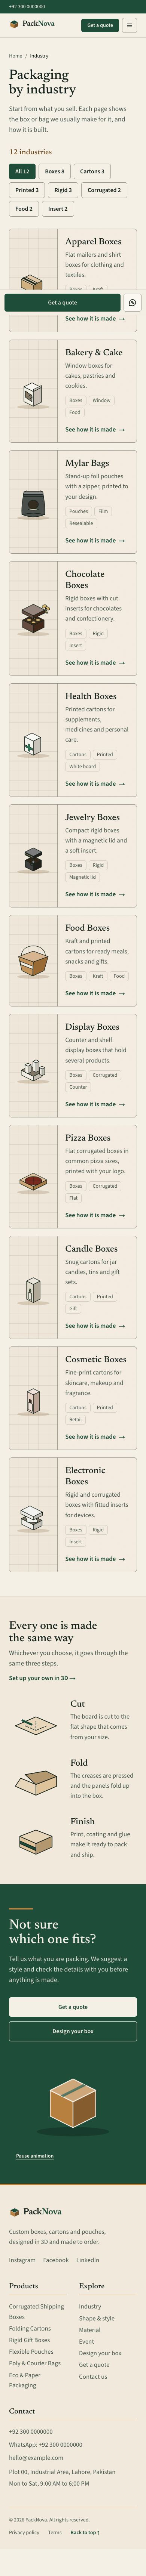 +92 300 0000000
PackNova
Get a quote
Home / Industry
Packaging
by industry
Start from what you sell. Each page shows
the box or bag we usually make for it, and
how it is built.
12 industries
All 12
Boxes 8
Cartons 3
Printed 3
Rigid 3
Corrugated 2
Food 2
Insert 2
Apparel Boxes
Flat mailers and shirt
boxes for clothing and
textiles.
Get a quote
See how it is made →
Bakery & Cake
Window boxes for
cakes, pastries and
cookies.
Boxes
Window
Food
See how it is made →
Mylar Bags
Stand-up foil pouches
with a zipper, printed to
your design.
Pouches
Film
Resealable
See how it is made →
Chocolate
Boxes
Rigid boxes with cut
inserts for chocolates
and confectionery.
Boxes
Rigid
Insert
See how it is made →
Health Boxes
Printed cartons for
supplements,
medicines and personal
care.
Cartons
Printed
White board
See how it is made →
Jewelry Boxes
Compact rigid boxes
with a magnetic lid and
a soft insert.
Boxes
Rigid
Magnetic lid
See how it is made →
Food Boxes
Kraft and printed
cartons for ready meals,
snacks and gifts.
Boxes
Kraft
Food
See how it is made →
Display Boxes
Counter and shelf
display boxes that hold
several products.
Boxes
Corrugated
Counter
See how it is made →
Pizza Boxes
Flat corrugated boxes in
common pizza sizes,
printed with your logo.
Boxes
Corrugated
Flat
See how it is made →
Candle Boxes
Snug cartons for jar
candles, tins and gift
sets.
Cartons
Printed
Gift
See how it is made →
Cosmetic Boxes
Fine-print cartons for
skincare, makeup and
fragrance.
Cartons
Printed
Retail
See how it is made →
Electronic
Boxes
Rigid and corrugated
boxes with fitted inserts
for devices.
Boxes
Rigid
Insert
See how it is made →
Every one is made
the same way
Whichever you choose, it goes through the
same three steps.
Set up your own in 3D →
Cut
The board is cut to the
flat shape that comes
from your size.
Fold
The creases are pressed
and the panels fold up
into the box.
Finish
Print, coating and glue
make it ready to pack
and ship.
Not sure
which one fits?
Tell us what you are packing. We suggest a
style and check the details with you before
anything is made.
Get a quote
Design your box
Pause animation
PackNova
Custom boxes, cartons and pouches,
designed in 3D and made to order.
Instagram
Facebook
LinkedIn
Products
Corrugated Shipping
Boxes
Folding Cartons
Rigid Gift Boxes
Flexible Pouches
Poly & Courier Bags
Eco & Paper
Packaging
Explore
Industry
Shape & style
Material
Event
Design your box
Get a quote
Contact us
Contact
+92 300 0000000
WhatsApp: +92 300 0000000
hello@example.com
Plot 00, Industrial Area, Lahore, Pakistan
Mon to Sat, 9:00 AM to 6:00 PM
© 2026 PackNova. All rights reserved.
Privacy policy
Terms
Back to top ↑